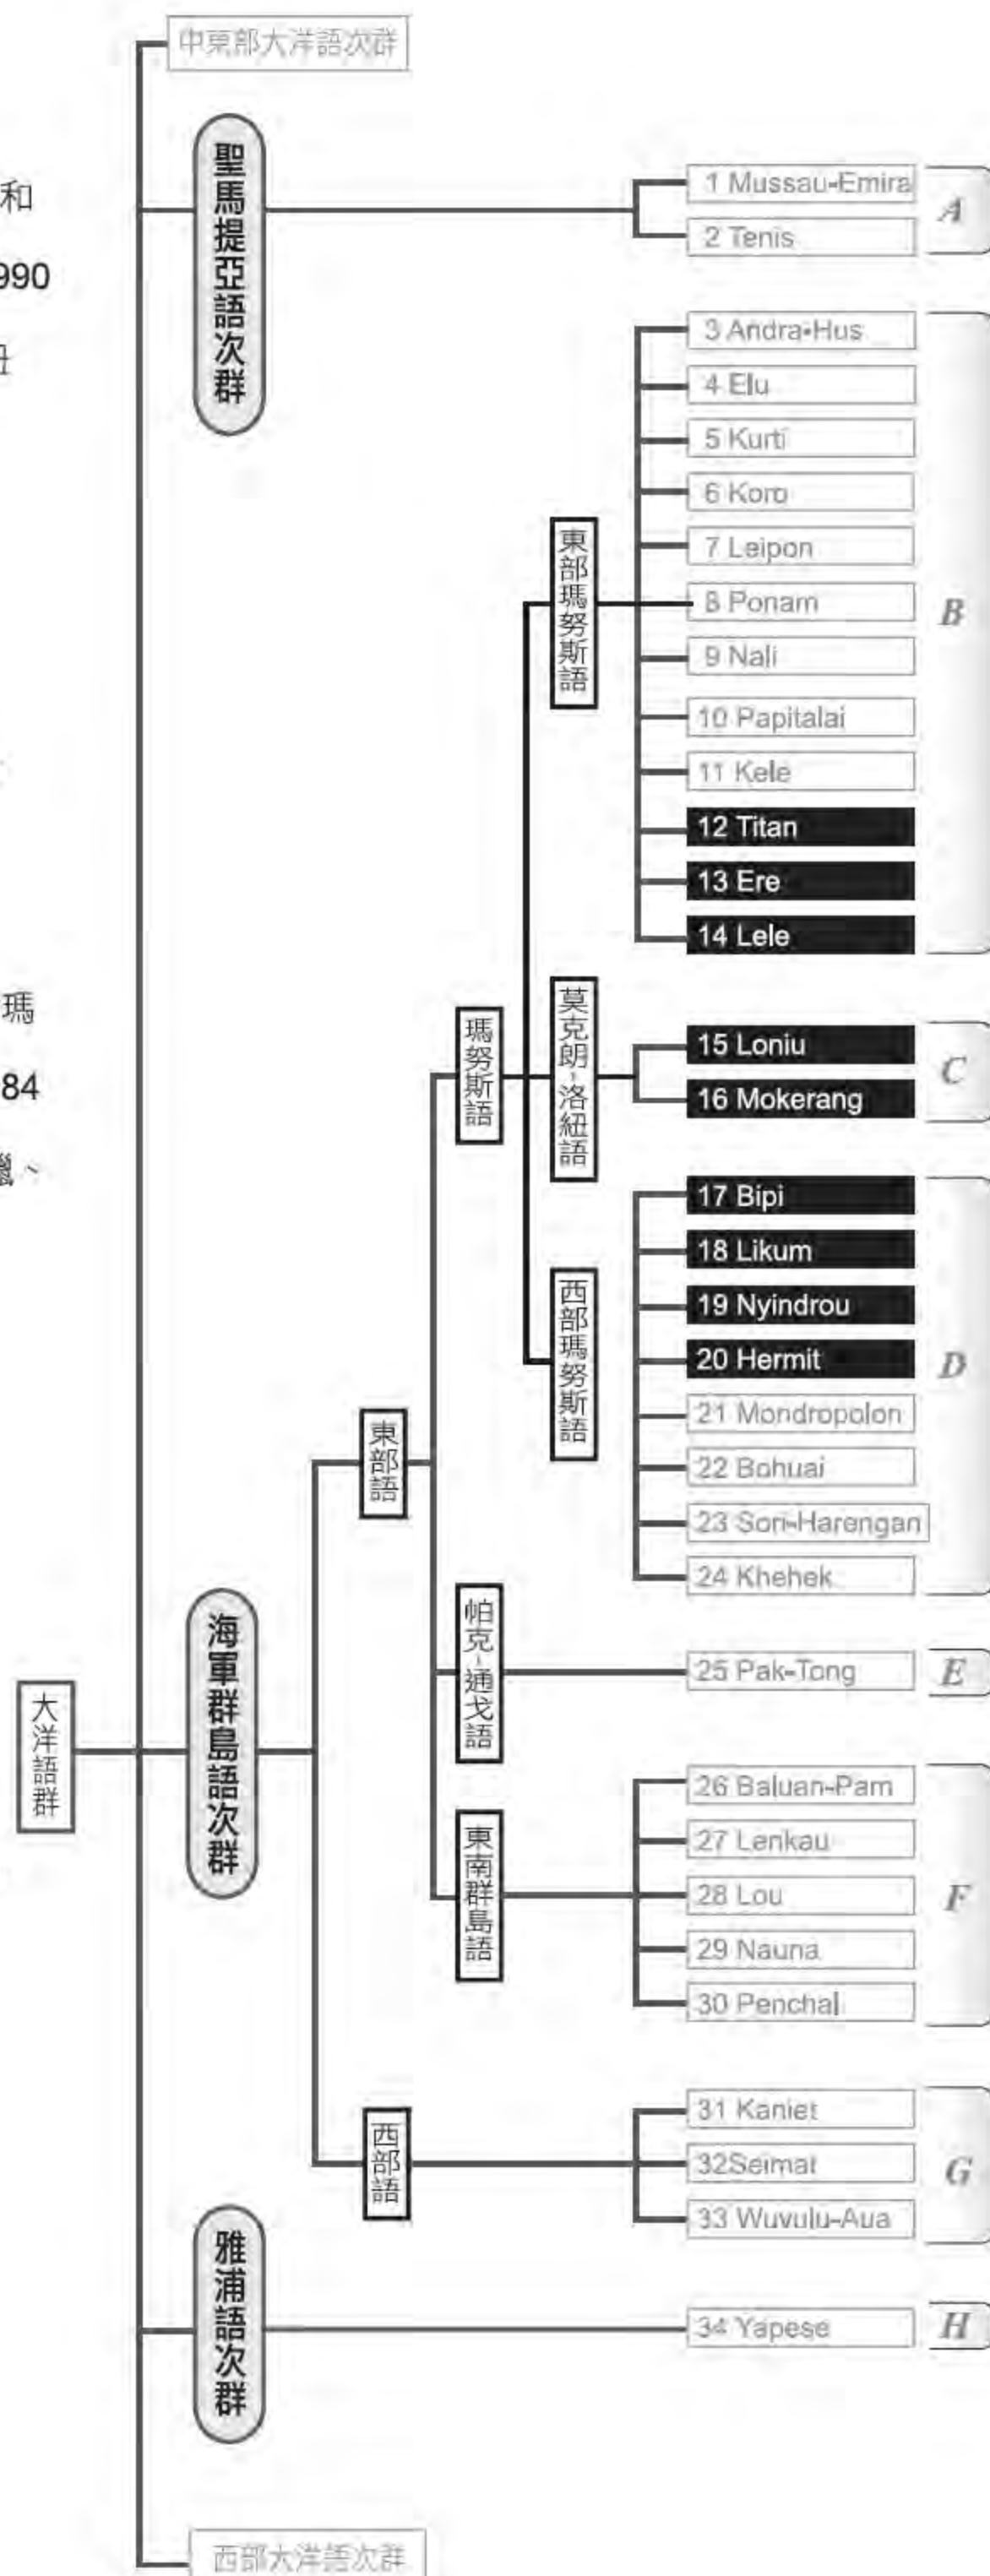 中東部大洋語次群
和
990
聖馬提亞語次群
1 Mussau-Emira
2 Tenis
A
3 Andra-Hus
4 Elu
5 Kurti
6 Koro
7 Leipon
8 Ponam
9 Nali
10 Papitalai
11 Kele
12 Titan
13 Ere
14 Lele
B
東部瑪努斯語
瑪
84
瑪努斯語
莫克朗-洛紐語
15 Loniu
16 Mokerang
C
西部瑪努斯語
17 Bipi
18 Likum
19 Nyindrou
20 Hermit
21 Mondropolon
22 Bohuai
23 Sori-Harengan
24 Khehek
D
東部語
帕克-通戈語
25 Pak-Tong
E
大洋語群
海軍群島語次群
東南群島語
26 Baluan-Pam
27 Lenkau
28 Lou
29 Nauna
30 Penchal
F
西部語
31 Kaniet
32Seimat
33 Wuvulu-Aua
G
雅浦語次群
34 Yapese
H
西部大洋語次群